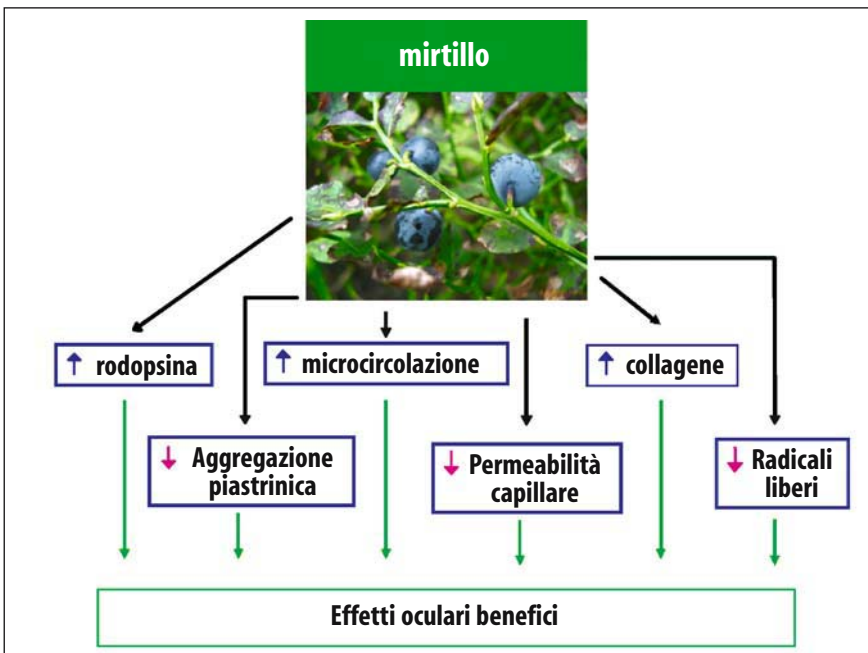 mirtillo
↑ rodopsina
↑ microcircolazione
↑ collagene
↓ Aggregazione
piastrinica
↓ Permeabilità
capillare
↓ Radicali
liberi
Effetti oculari benefici